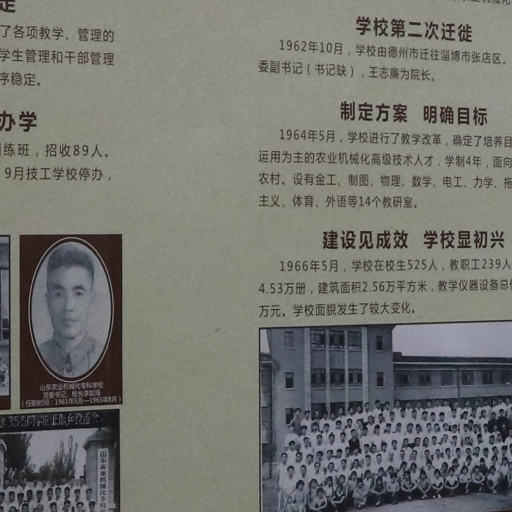 定
了各项教学、管理的
学生管理和干部管理
序稳定。
办学
训练班，招收89人。
9月技工学校停办，
山东农业机械化专科学校
党委书记、校长李如海
（任职时间：1961年5月—1965年8月）
学校第二次迁徙
1962年10月，学校由德州市迁往淄博市张店区。
委副书记（书记缺），王志廉为院长。
制定方案 明确目标
1964年5月，学校进行了教学改革，确定了培养目
运用为主的农业机械化高级技术人才，学制4年，面向
农村。设有金工、制图、物理、数学、电工、力学、拖
主义、体育、外语等14个教研室。
建设见成效 学校显初兴
1966年5月，学校在校生525人，教职工239人
4.53万册，建筑面积2.56万平方米，教学仪器设备总值
万元。学校面貌发生了较大变化。